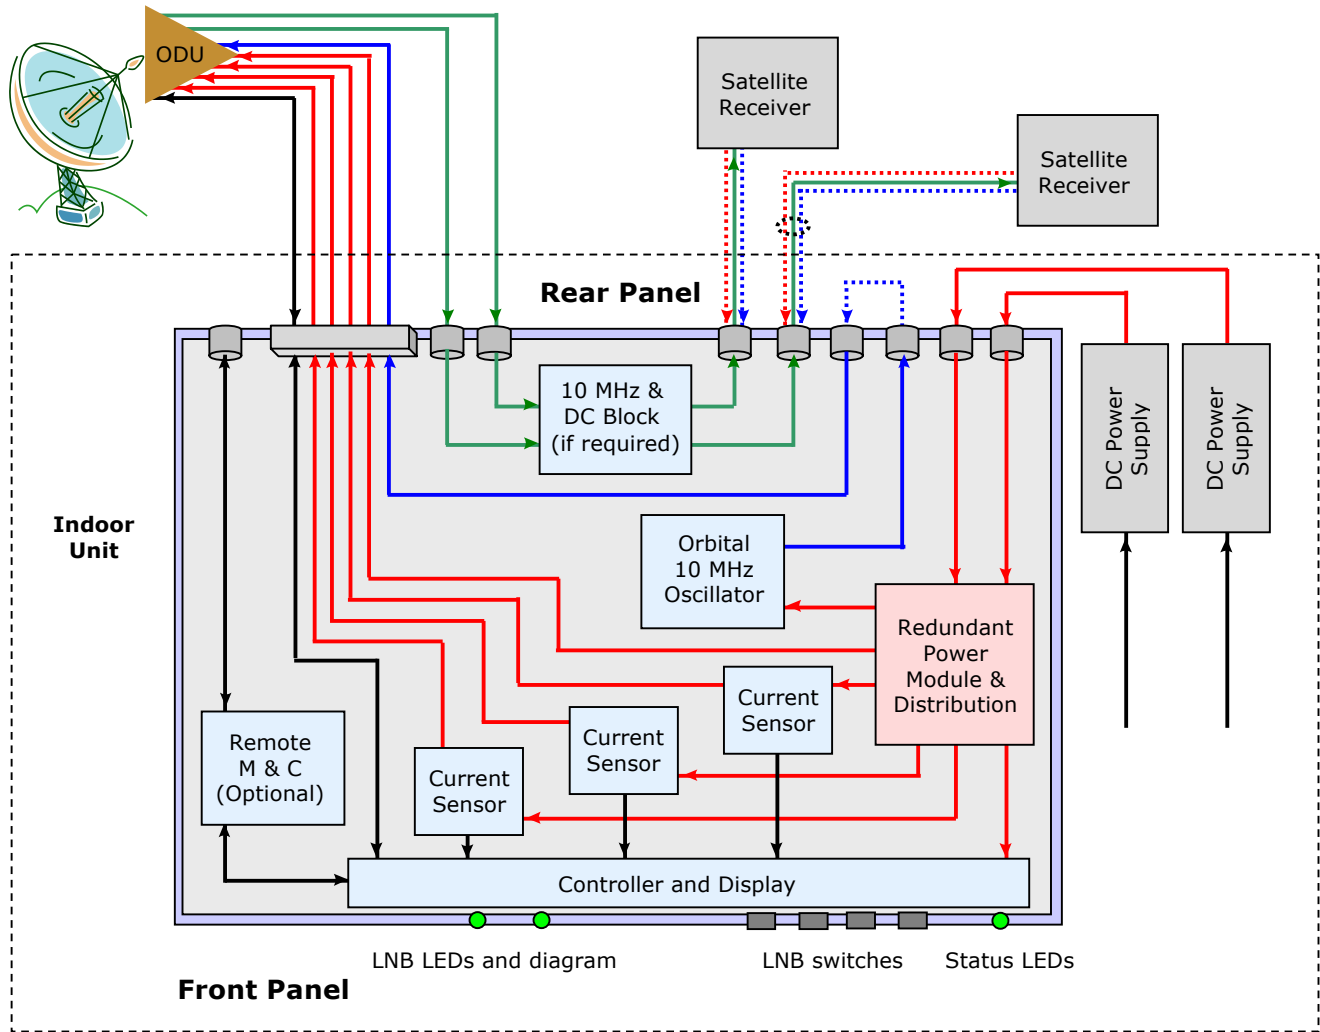 ODU
Satellite
Receiver
Satellite
Receiver
Rear Panel
10 MHz &
DC Block
(if required)
DC Power
Supply
DC Power
Supply
Indoor
Unit
Orbital
10 MHz
Oscillator
Redundant
Power
Module &
Distribution
Current
Sensor
Current
Sensor
Current
Sensor
Remote
M & C
(Optional)
Controller and Display
LNB LEDs and diagram
LNB switches
Status LEDs
Front Panel